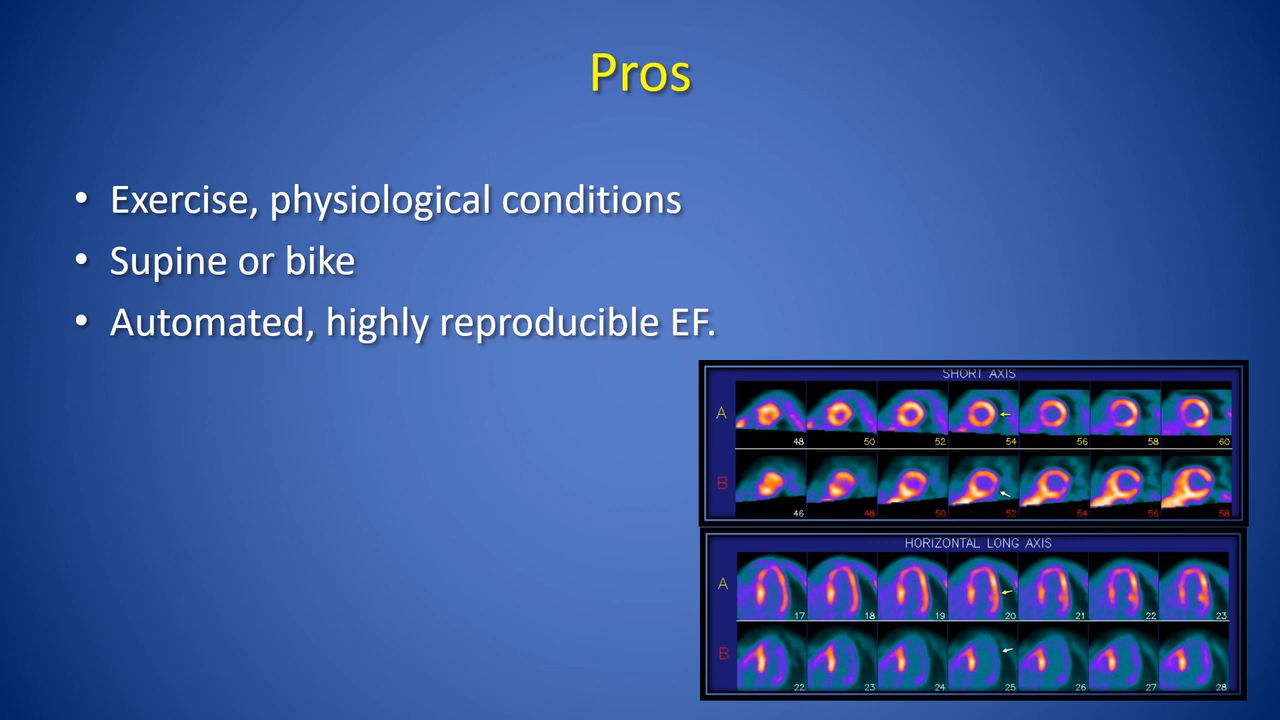 Pros
• Exercise, physiological conditions
• Supine or bike
• Automated, highly reproducible EF.
SHORT AXIS
A
48 50 52 54 56 58 60
B
46 48 50 52 54 56 58
HORIZONTAL LONG AXIS
A
17 18 19 20 21 22 23
B
22 23 24 25 26 27 28